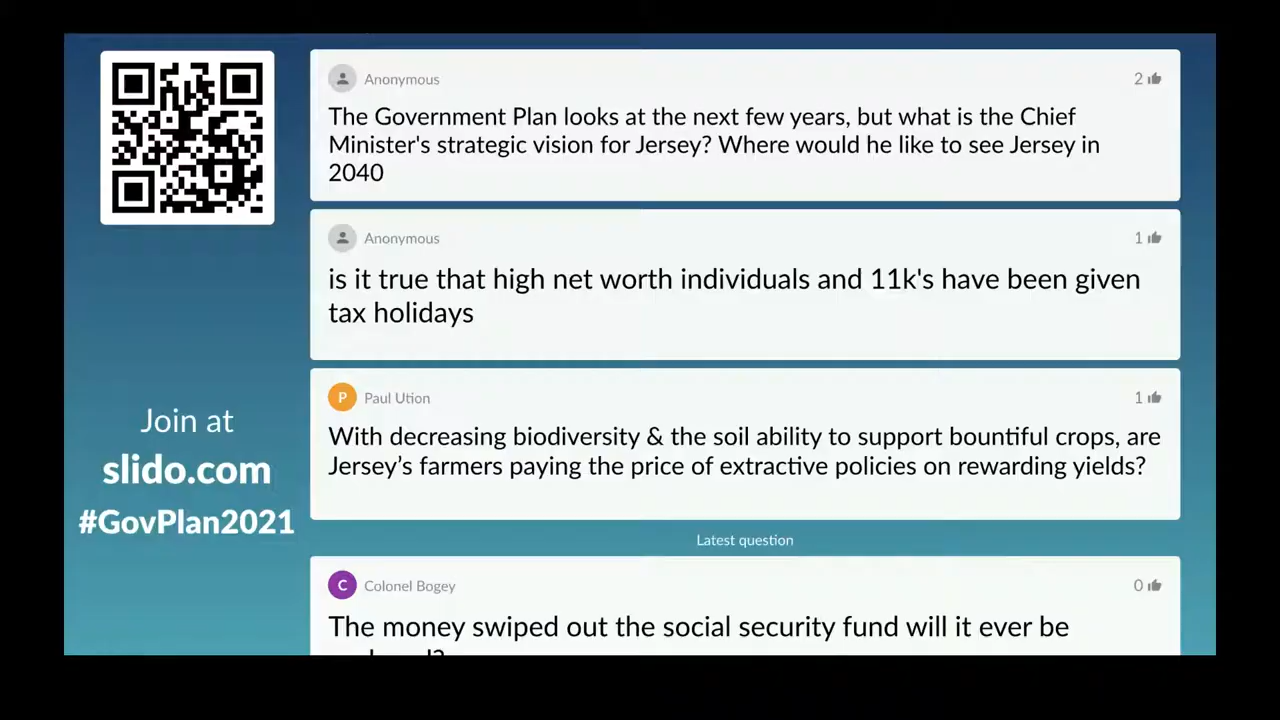 Anonymous
2
The Government Plan looks at the next few years, but what is the Chief
Minister's strategic vision for Jersey? Where would he like to see Jersey in
2040
Anonymous
1
is it true that high net worth individuals and 11k's have been given
tax holidays
P
Paul Ution
1
With decreasing biodiversity & the soil ability to support bountiful crops, are
Jersey’s farmers paying the price of extractive policies on rewarding yields?
Latest question
C
Colonel Bogey
0
The money swiped out the social security fund will it ever be
Join at
slido.com
#GovPlan2021